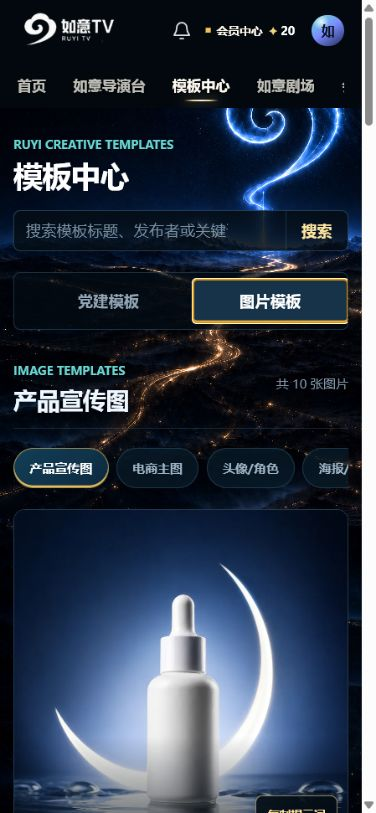 如意TV
RUYI TV
会员中心 20
如
首页 如意导演台 模板中心 如意剧场
RUYI CREATIVE TEMPLATES
模板中心
搜索模板标题、发布者或关键
搜索
党建模板 图片模板
IMAGE TEMPLATES
产品宣传图
共 10 张图片
产品宣传图 电商主图 头像/角色 海报/